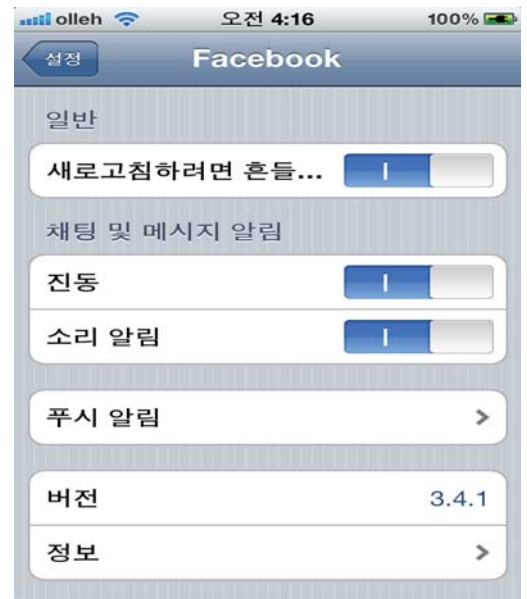 olleh 오전 4:16 100%
설정 Facebook
일반
새로고침하려면 흔들...
채팅 및 메시지 알림
진동
소리 알림
푸시 알림
버전 3.4.1
정보